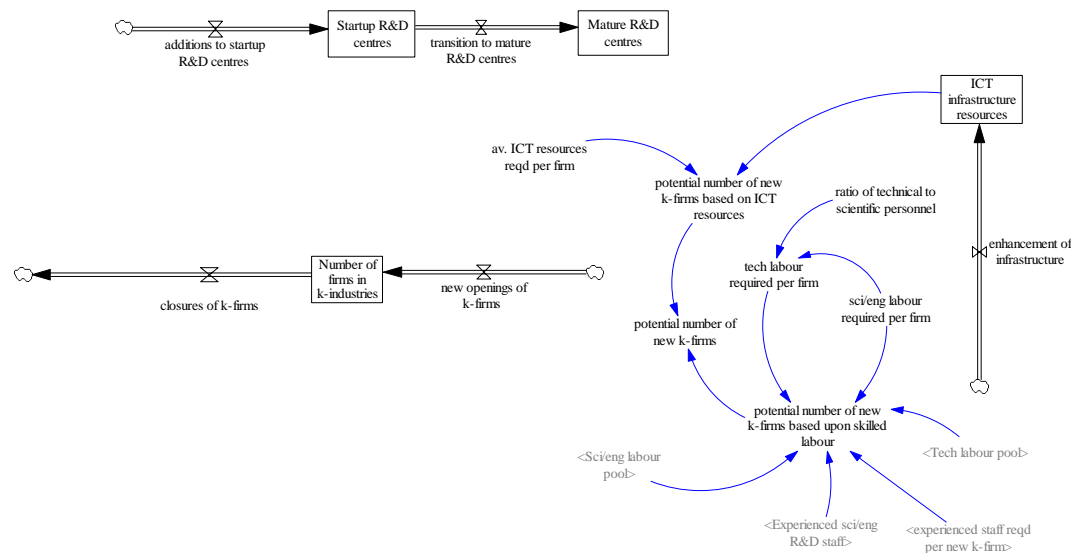 additions to startup
R&D centres
Startup R&D
centres
transition to mature
R&D centres
Mature R&D
centres
ICT
infrastructure
resources
av. ICT resources
reqd per firm
potential number of new
k-firms based on ICT
resources
ratio of technical to
scientific personnel
enhancement of
infrastructure
closures of k-firms
Number of
firms in
k-industries
new openings of
k-firms
tech labour
required per firm
sci/eng labour
required per firm
potential number of
new k-firms
potential number of new
k-firms based upon skilled
labour
<Sci/eng labour
pool>
<Tech labour pool>
<Experienced sci/eng
R&D staff>
<experienced staff reqd
per new k-firm>